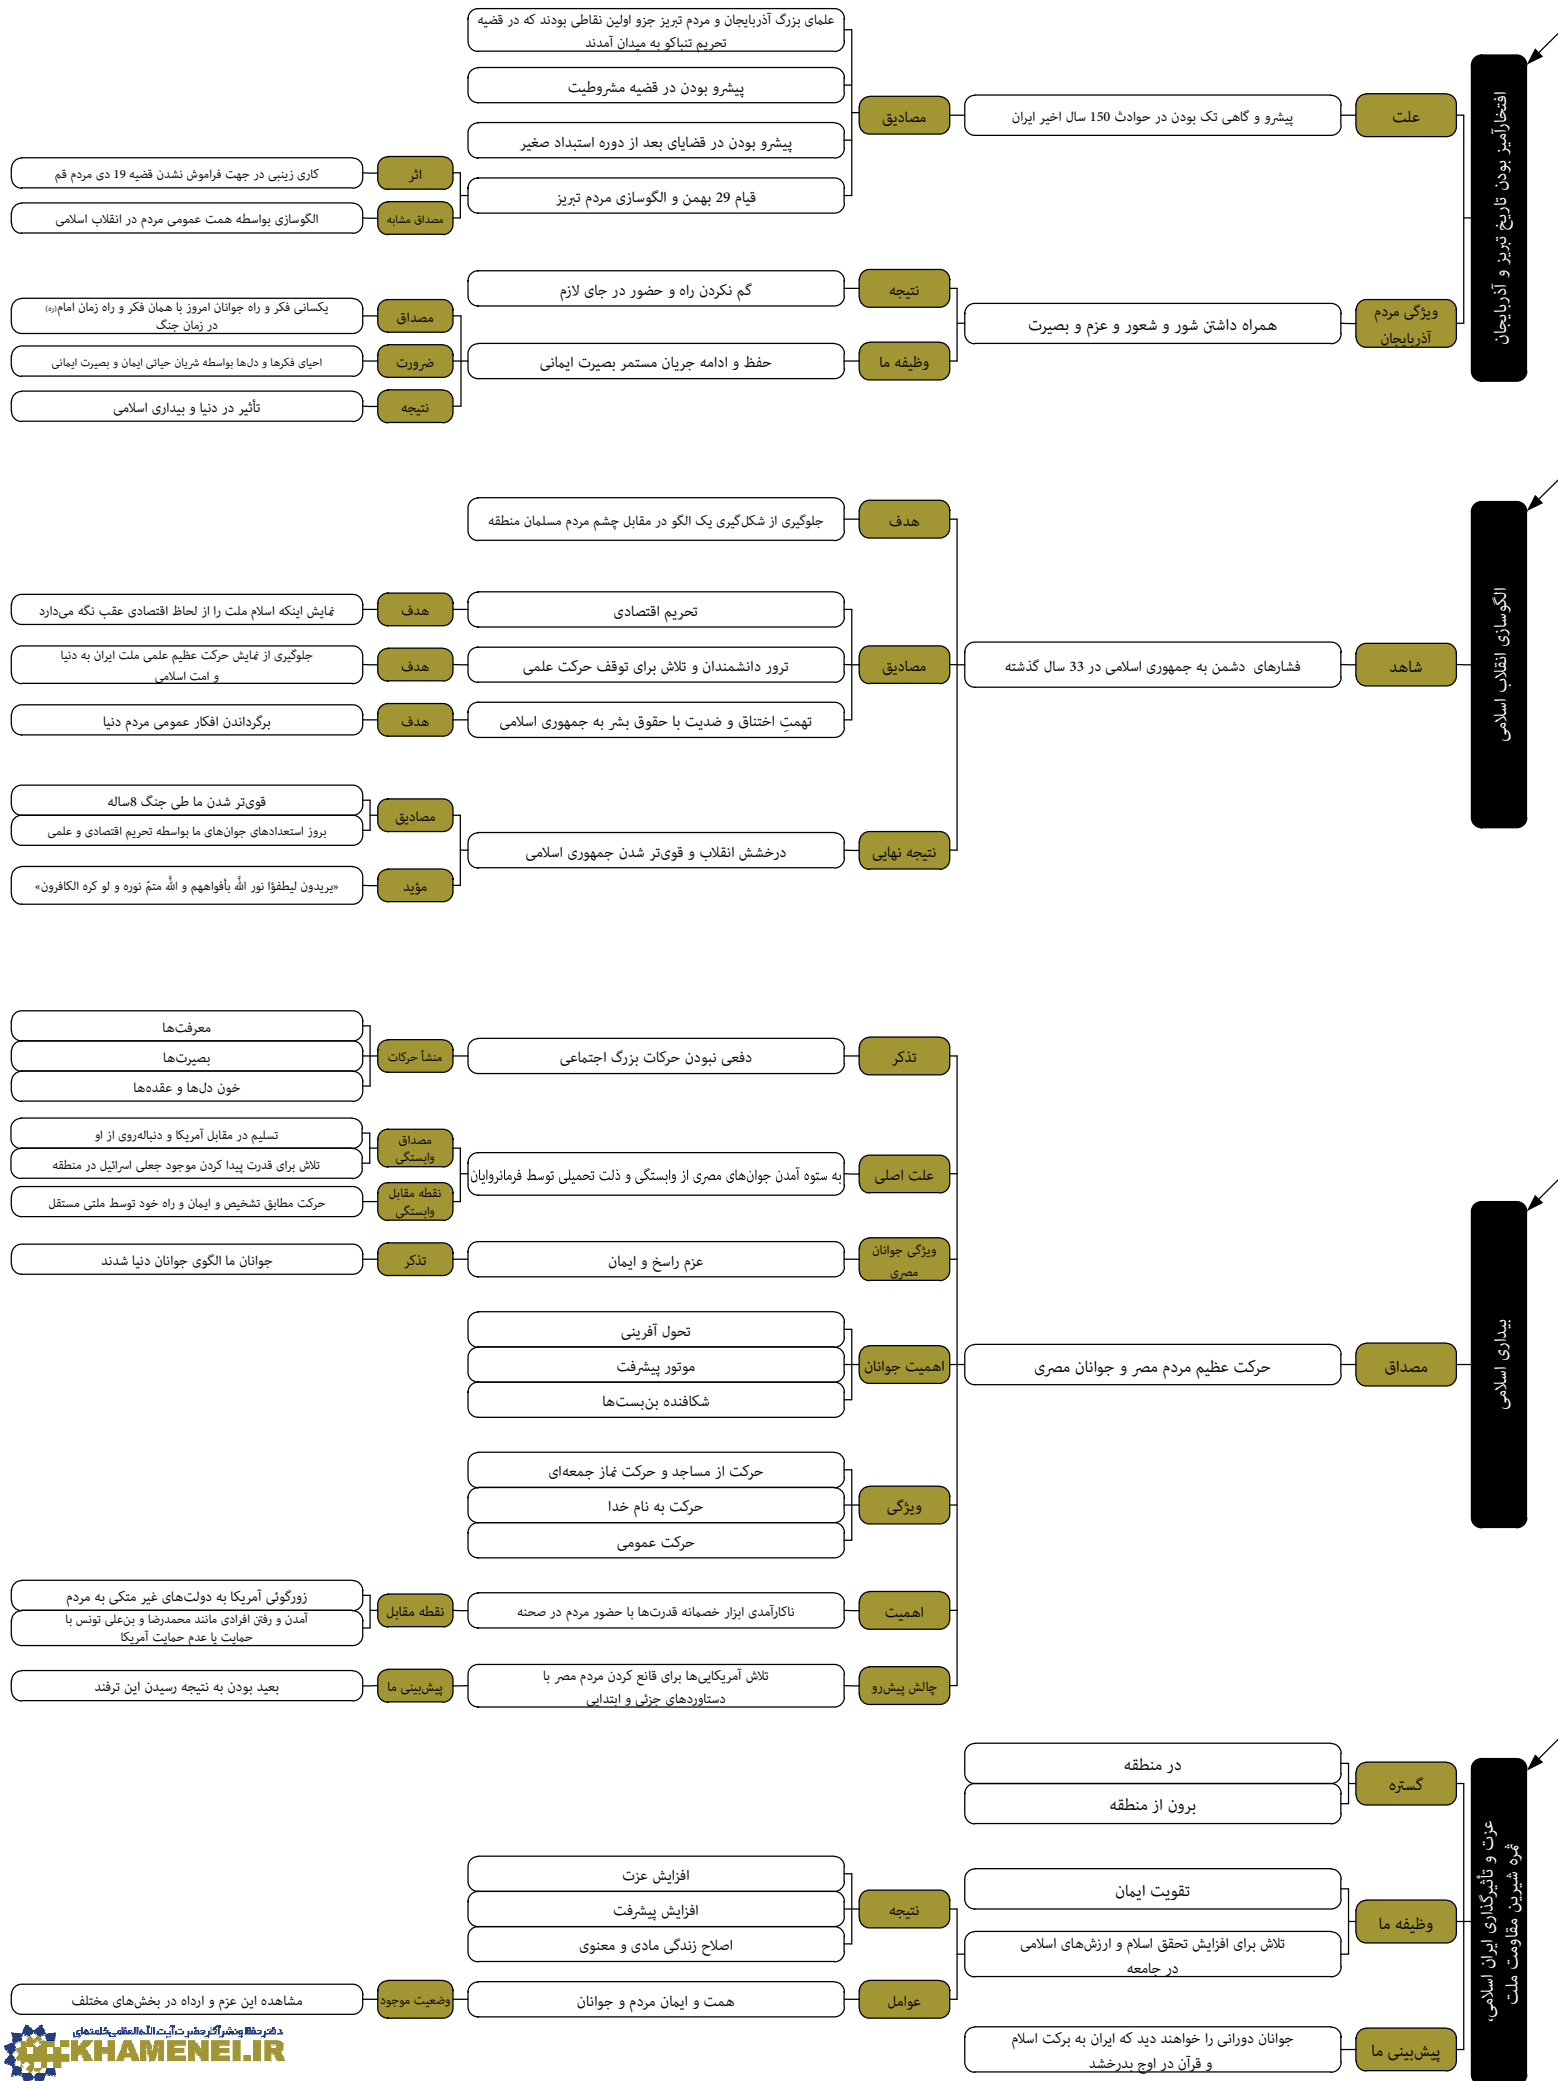 افتخارآمیز بودن تاریخ تبریز و آذربایجان
علت
پیشرو و گاهی تک بودن در حوادث 150 سال اخیر ایران
مصادیق
علمای بزرگ آذربایجان و مردم تبریز جزو اولین نقاطی بودند که در قضیه
تحریم تنباکو به میدان آمدند
پیشرو بودن در قضیه مشروطیت
پیشرو بودن در قضایای بعد از دوره استبداد صغیر
قیام 29 بهمن و الگوسازی مردم تبریز
اثر
کاری زینبی در جهت فراموش نشدن قضیه 19 دی مردم قم
مصداق مشابه
الگوسازی بواسطه همت عمومی مردم در انقلاب اسلامی
ویژگی مردم
آذربایجان
همراه داشتن شور و شعور و عزم و بصیرت
نتیجه
گم نکردن راه و حضور در جای لازم
وظیفه ما
حفظ و ادامه جریان مستمر بصیرت ایمانی
مصداق
یکسانی فکر و راه جوانان امروز با همان فکر و راه زمان امام(ره)
در زمان جنگ
ضرورت
احیای فکرها و دل‌ها بواسطه شریان حیاتی ایمان و بصیرت ایمانی
نتیجه
تأثیر در دنیا و بیداری اسلامی
الگوسازی انقلاب اسلامی
شاهد
فشارهای دشمن به جمهوری اسلامی در 33 سال گذشته
هدف
جلوگیری از شکل‌گیری یک الگو در مقابل چشم مردم مسلمان منطقه
مصادیق
تحریم اقتصادی
هدف
نمایش اینکه اسلام ملت را از لحاظ اقتصادی عقب نگه می‌دارد
ترور دانشمندان و تلاش برای توقف حرکت علمی
هدف
جلوگیری از نمایش حرکت عظیم علمی ملت ایران به دنیا
و امت اسلامی
تهمتِ اختناق و ضدیت با حقوق بشر به جمهوری اسلامی
هدف
برگرداندن افکار عمومی مردم دنیا
نتیجه نهایی
درخشش انقلاب و قوی‌تر شدن جمهوری اسلامی
مصادیق
قوی‌تر شدن ما طی جنگ 8ساله
بروز استعدادهای جوان‌های ما بواسطه تحریم اقتصادی و علمی
مؤید
«یریدون لیطفؤا نور اللَّه بأفواههم و اللَّه متمّ نوره و لو کره الکافرون»
بیداری اسلامی
مصداق
حرکت عظیم مردم مصر و جوانان مصری
تذکر
دفعی نبودن حرکات بزرگ اجتماعی
منشأ حرکات
معرفت‌ها
بصیرت‌ها
خون دل‌ها و عقده‌ها
علت اصلی
به ستوه آمدن جوان‌های مصری از وابستگی و ذلت تحمیلی توسط فرمانروایان
مصداق
وابستگی
تسلیم در مقابل آمریکا و دنباله‌روی از او
تلاش برای قدرت پیدا کردن موجود جعلی اسرائیل در منطقه
نقطه مقابل
وابستگی
حرکت مطابق تشخیص و ایمان و راه خود توسط ملتی مستقل
ویژگی جوانان
مصری
عزم راسخ و ایمان
تذکر
جوانان ما الگوی جوانان دنیا شدند
اهمیت جوانان
تحول آفرینی
موتور پیشرفت
شکافنده بن‌بست‌ها
ویژگی
حرکت از مساجد و حرکت نماز جمعه‌ای
حرکت به نام خدا
حرکت عمومی
اهمیت
ناکارآمدی ابزار خصمانه قدرت‌ها با حضور مردم در صحنه
نقطه مقابل
زورگوئی آمریکا به دولت‌های غیر متکی به مردم
آمدن و رفتن افرادی مانند محمدرضا و بن‌علی تونس با
حمایت یا عدم حمایت آمریکا
چالش پیش‌رو
تلاش آمریکایی‌ها برای قانع کردن مردم مصر با
دستاوردهای جزئی و ابتدایی
پیش‌بینی ما
بعید بودن به نتیجه رسیدن این ترفند
عزت و تأثیرگذاری ایران اسلامی،
ثمره شیرین مقاومت ملت
گستره
در منطقه
برون از منطقه
وظیفه ما
تقویت ایمان
تلاش برای افزایش تحقق اسلام و ارزش‌های اسلامی
در جامعه
نتیجه
افزایش عزت
افزایش پیشرفت
اصلاح زندگی مادی و معنوی
عوامل
همت و ایمان مردم و جوانان
وضعیت موجود
مشاهده این عزم و ارداه در بخش‌های مختلف
پیش‌بینی ما
جوانان دورانی را خواهند دید که ایران به برکت اسلام
و قرآن در اوج بدرخشد
دفتر حفظ و نشر آثار حضرت آیت‌الله‌العظمی خامنه‌ای
KHAMENEI.IR